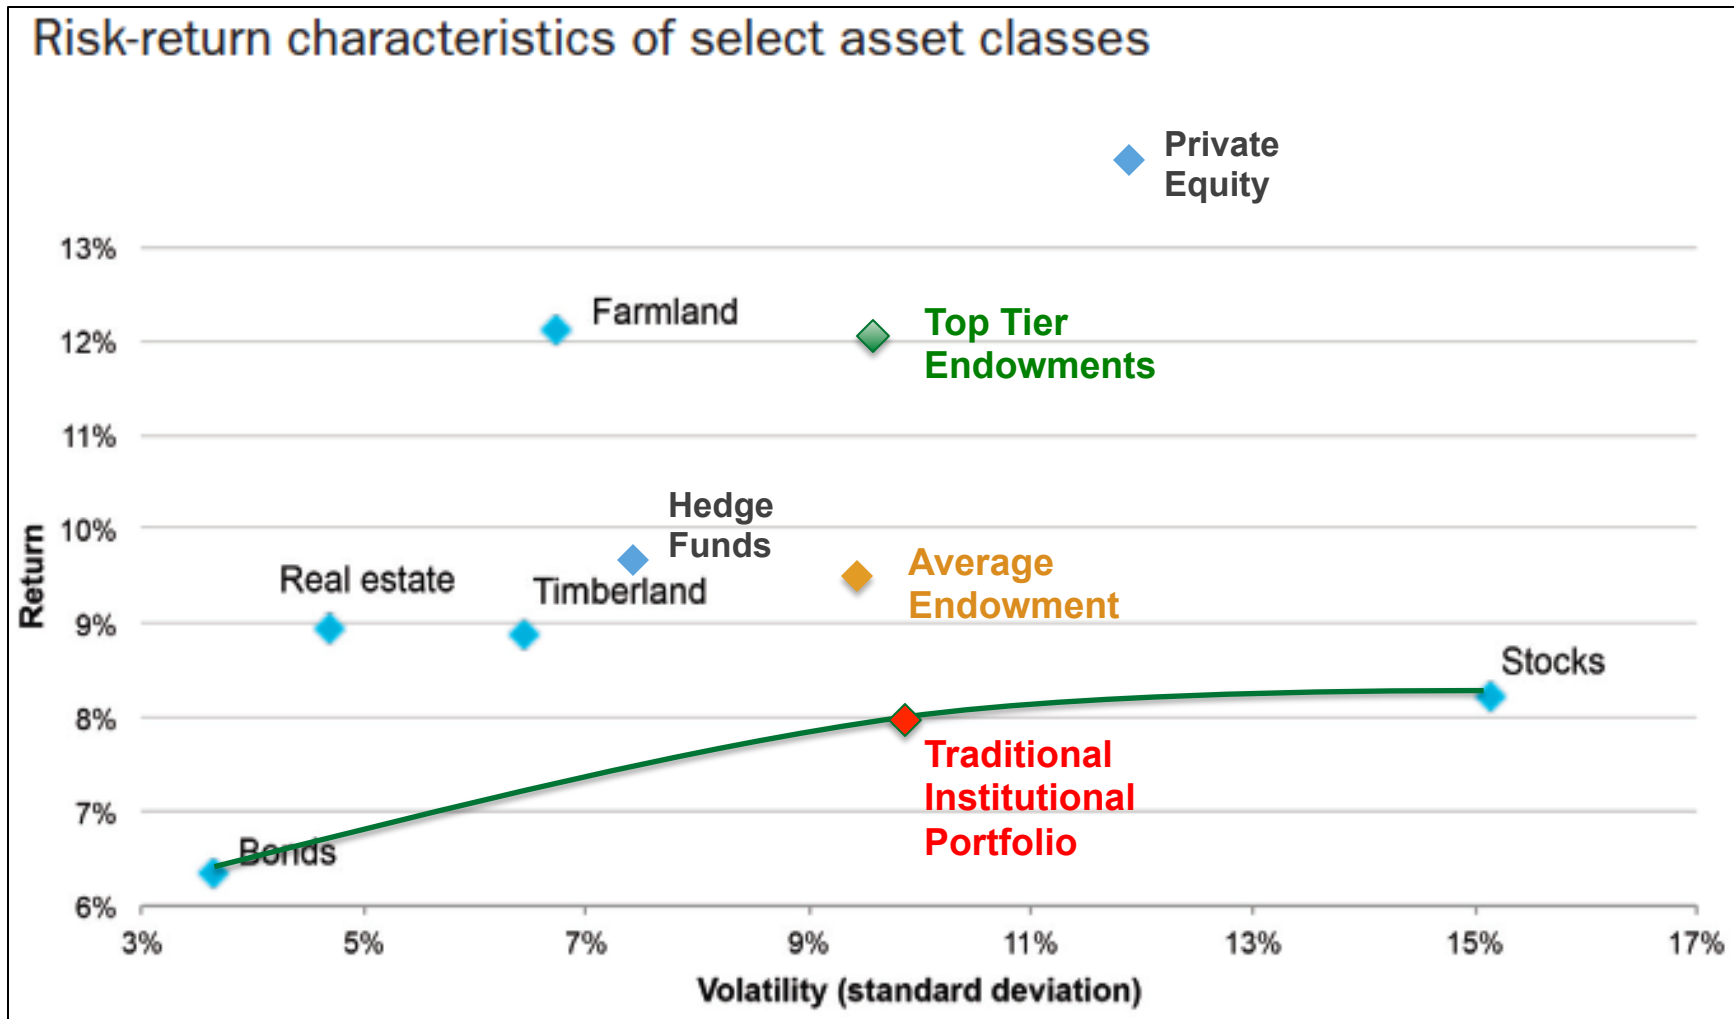 Risk-return characteristics of select asset classes
Private
Equity
13%
Farmland
Top Tier
Endowments
12%
11%
Hedge
Funds
10%
Average
Endowment
Real estate
Timberland
Return
9%
Stocks
8%
Traditional
Institutional
Portfolio
7%
Bonds
6%
3% 5% 7% 9% 11% 13% 15% 17%
Volatility (standard deviation)